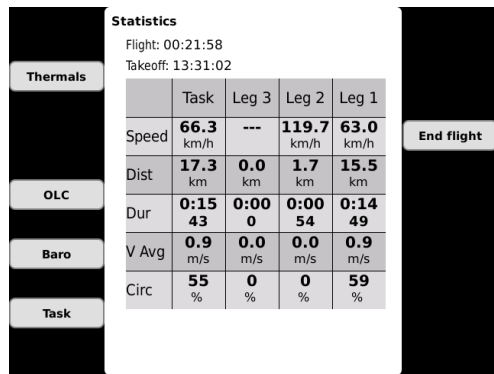 Statistics
Flight: 00:21:58
Takeoff: 13:31:02
Thermals
OLC
Baro
Task
End flight
Task Leg 3 Leg 2 Leg 1
Speed 66.3 --- 119.7 63.0
km/h km/h km/h
Dist 17.3 0.0 1.7 15.5
km km km km
Dur 0:15 0:00 0:00 0:14
43 0 54 49
V Avg 0.9 0.0 0.0 0.9
m/s m/s m/s m/s
Circ 55 0 0 59
% % % %